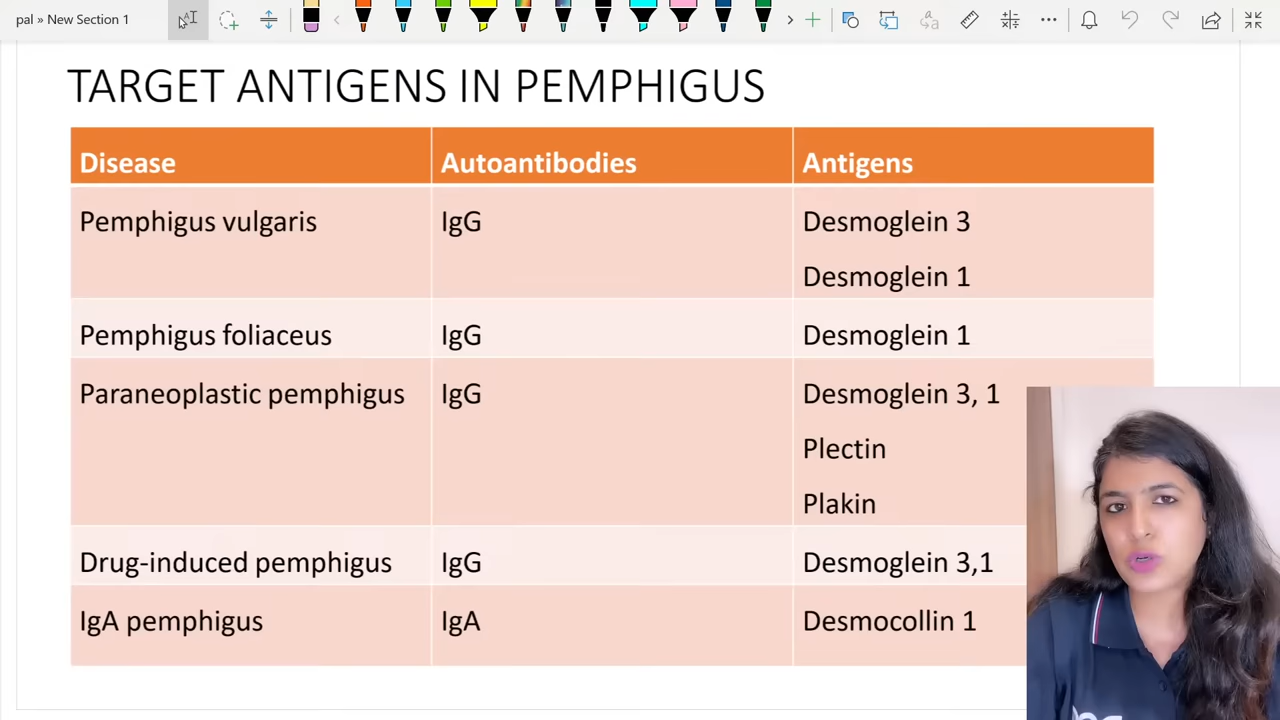 pal » New Section 1
TARGET ANTIGENS IN PEMPHIGUS
Disease Autoantibodies Antigens
Pemphigus vulgaris IgG Desmoglein 3
Desmoglein 1
Pemphigus foliaceus IgG Desmoglein 1
Paraneoplastic pemphigus IgG Desmoglein 3, 1
Plectin
Plakin
Drug-induced pemphigus IgG Desmoglein 3,1
IgA pemphigus IgA Desmocollin 1